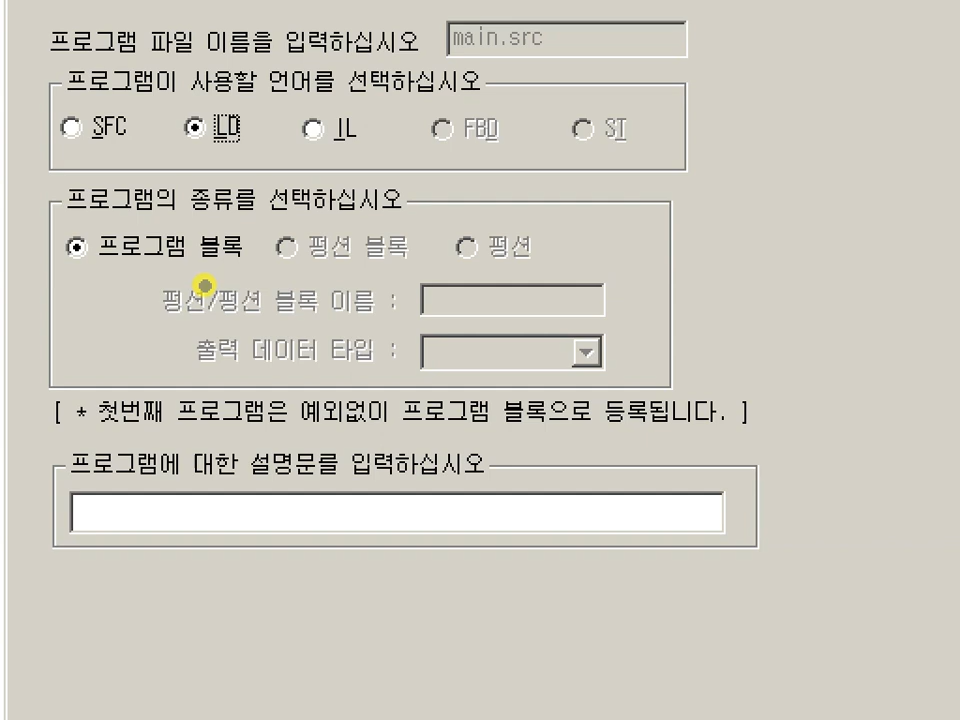 프로그램 파일 이름을 입력하십시오 main.src
프로그램이 사용할 언어를 선택하십시오
SFC LD IL FBD ST
프로그램의 종류를 선택하십시오
프로그램 블록 펑션 블록 펑션
펑션/펑션 블록 이름 :
출력 데이터 타입 :
[ * 첫번째 프로그램은 예외없이 프로그램 블록으로 등록됩니다. ]
프로그램에 대한 설명문를 입력하십시오